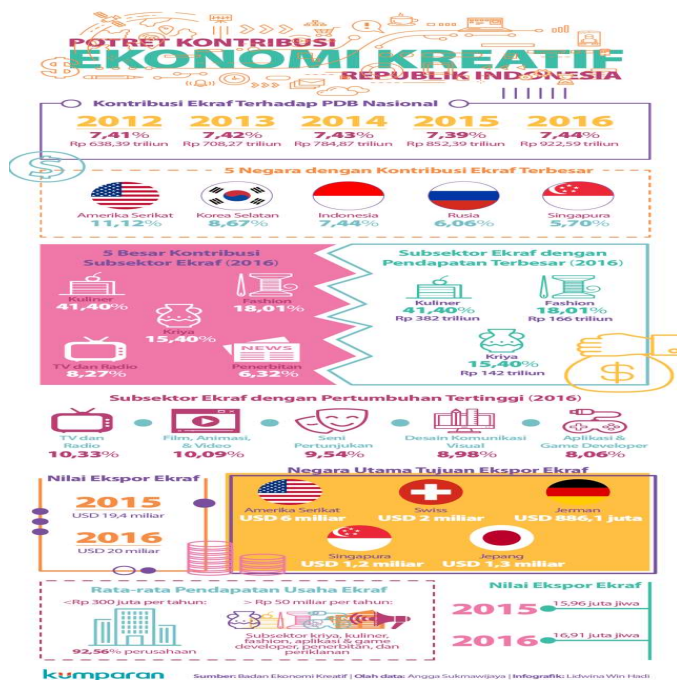 POTRET KONTRIBUSI
EKONOMI KREATIF
REPUBLIK INDONESIA
Kontribusi Ekraf Terhadap PDB Nasional
2012 2013 2014 2015 2016
7,41% 7,42% 7,43% 7,39% 7,44%
Rp 638,39 triliun Rp 708,27 triliun Rp 784,87 triliun Rp 852,39 triliun Rp 922,59 triliun
5 Negara dengan Kontribusi Ekraf Terbesar
Amerika Serikat Korea Selatan Indonesia Rusia Singapura
11,12% 8,67% 7,44% 6,06% 5,70%
5 Besar Kontribusi
Subsektor Ekraf (2016)
Kuliner
41,40%
Fashion
18,01%
Kriya
15,40%
TV dan Radio
8,27%
NEWS
Penerbitan
6,32%
Subsektor Ekraf dengan
Pendapatan Terbesar (2016)
Kuliner
41,40%
Rp 382 triliun
Fashion
18,01%
Rp 166 triliun
Kriya
15,40%
Rp 142 triliun
Subsektor Ekraf dengan Pertumbuhan Tertinggi (2016)
TV dan
Radio
10,33%
Film, Animasi,
& Video
10,09%
Seni
Pertunjukan
9,54%
Desain Komunikasi
Visual
8,98%
Aplikasi &
Game Developer
8,06%
Nilai Ekspor Ekraf
2015
USD 19,4 miliar
2016
USD 20 miliar
Negara Utama Tujuan Ekspor Ekraf
Amerika Serikat
USD 6 miliar
Swiss
USD 2 miliar
Jerman
USD 886,1 juta
Singapura
USD 1,2 miliar
Jepang
USD 1,3 miliar
Rata-rata Pendapatan Usaha Ekraf
<Rp 300 juta per tahun:
92,56% perusahaan
> Rp 50 miliar per tahun:
Subsektor kriya, kuliner,
fashion, aplikasi & game
developer, penerbitan, dan
periklanan
Nilai Ekspor Ekraf
2015 15,96 juta jiwa
2016 16,91 juta jiwa
kumparan
Sumber: Badan Ekonomi Kreatif | Olah data: Angga Sukmawijaya | Infografik: Lidwina Win Hadi